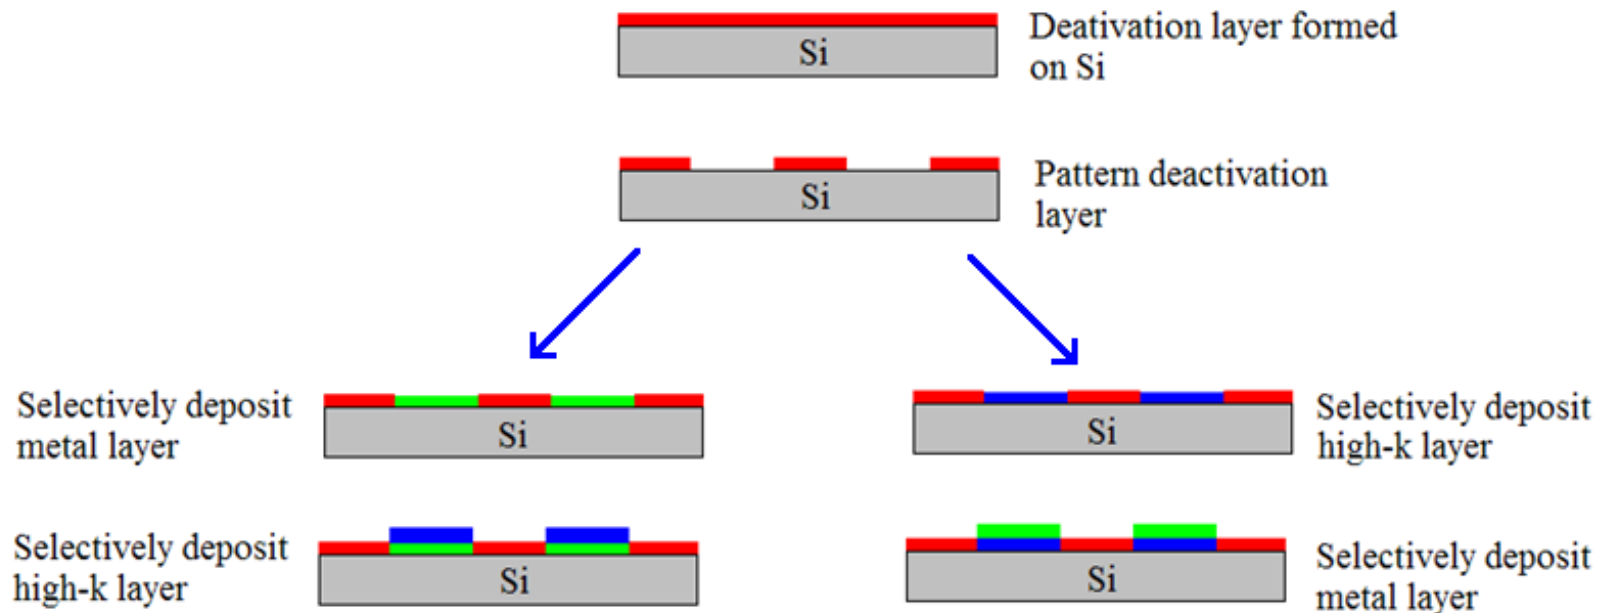 Si
Deativation layer formed
on Si
Si
Pattern deactivation
layer
Selectively deposit
metal layer
Si
Si
Selectively deposit
high-k layer
Selectively deposit
high-k layer
Si
Si
Selectively deposit
metal layer